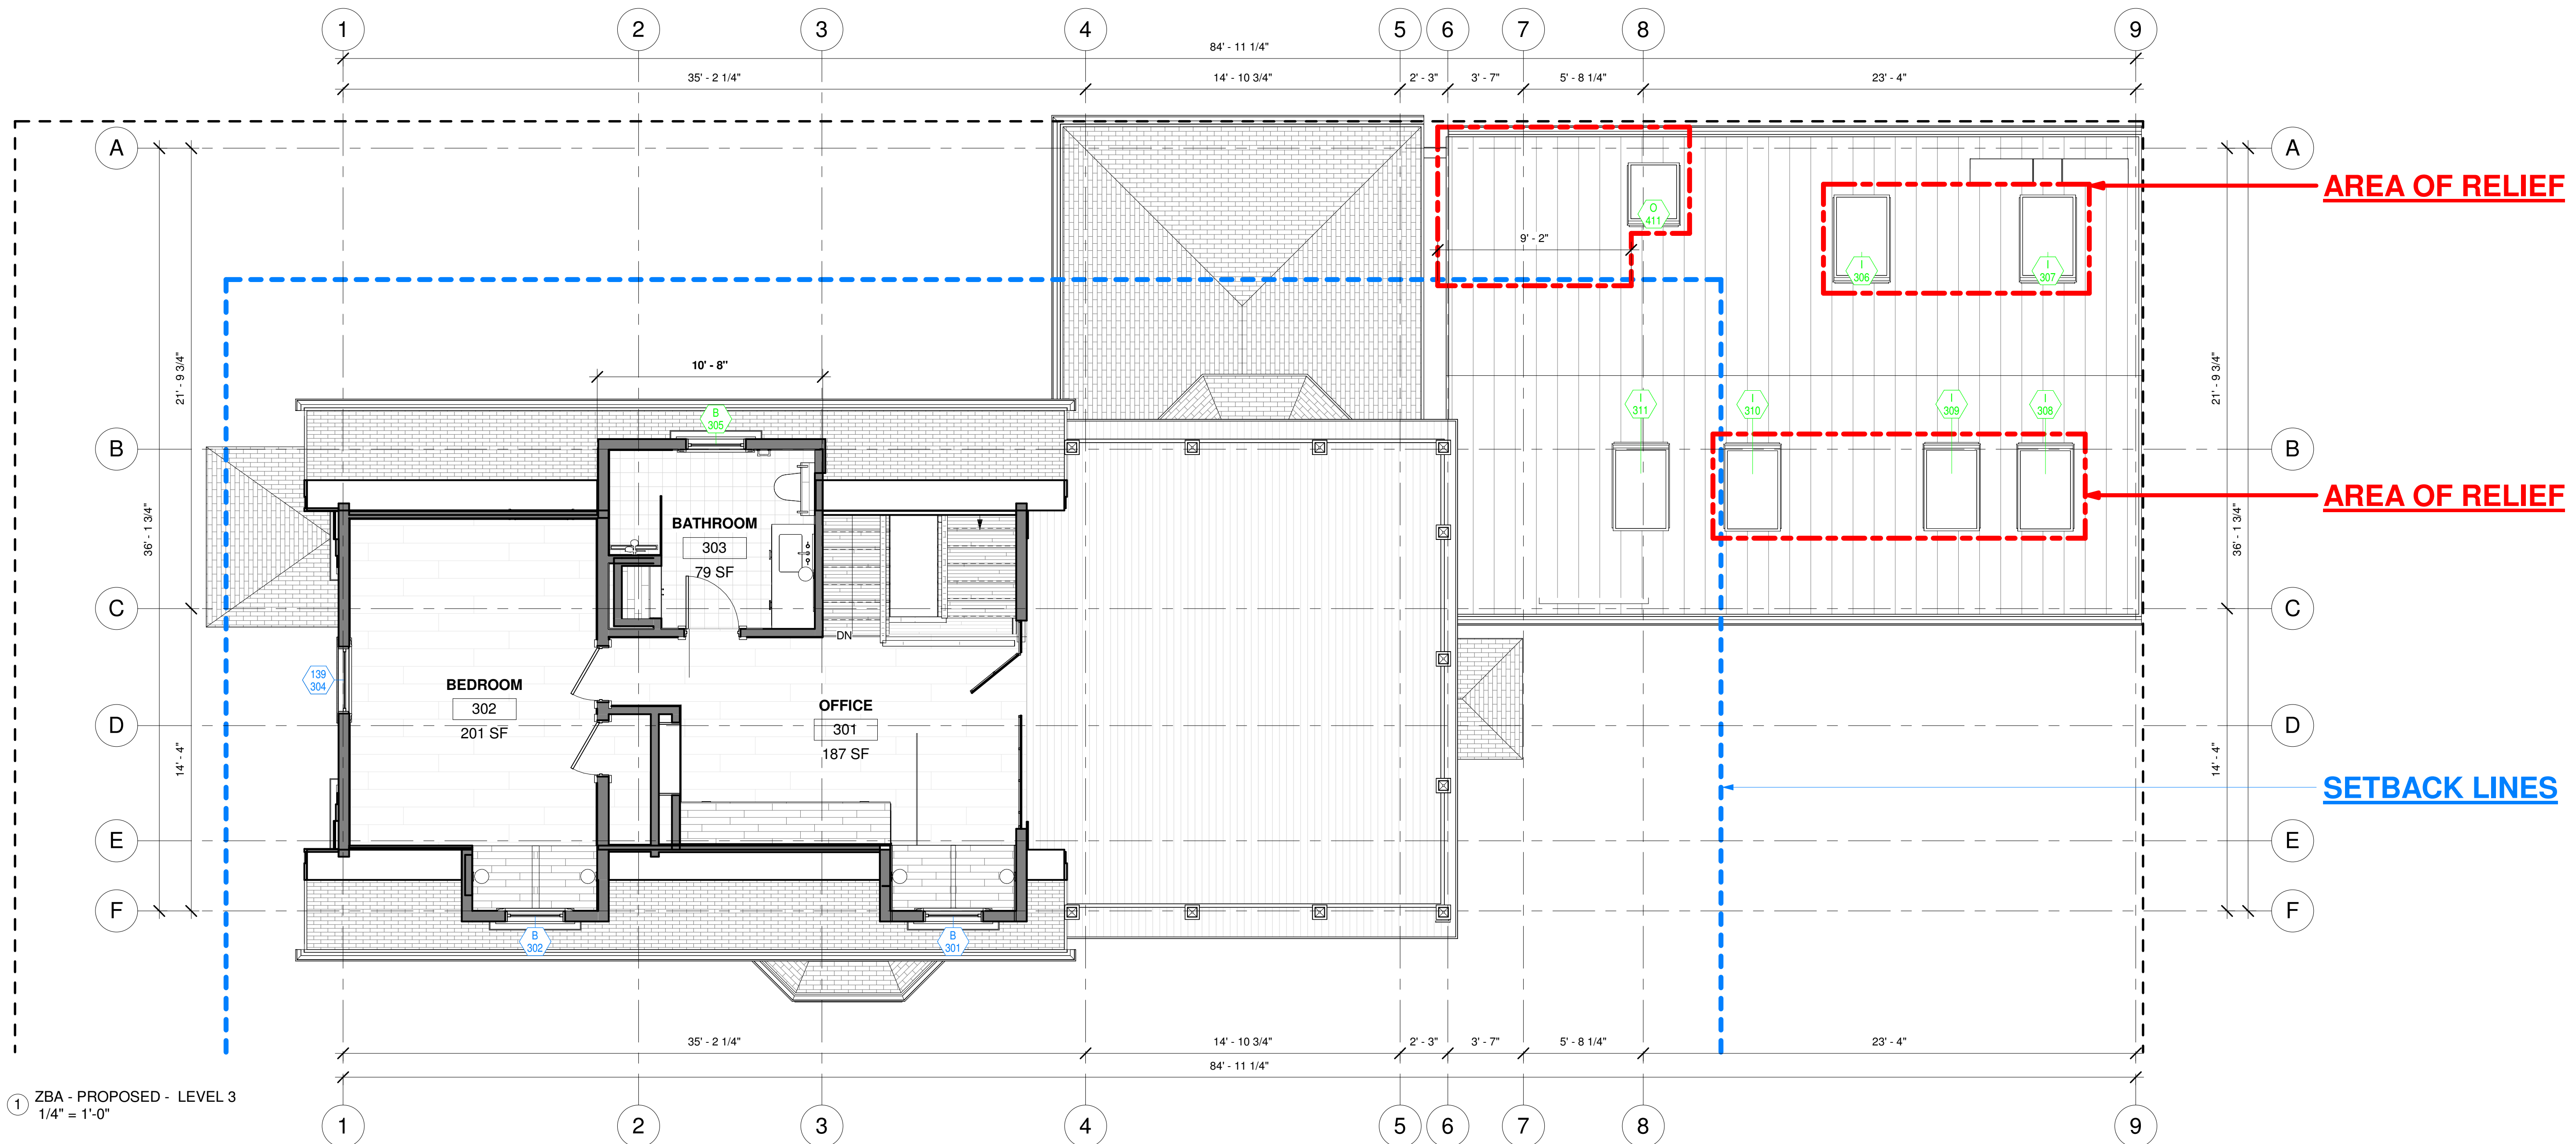 1 2 3 4 5 6 7 8 9
84' - 11 1/4"
35' - 2 1/4" 14' - 10 3/4" 2' - 3" 3' - 7" 5' - 8 1/4" 23' - 4"
A A
AREA OF RELIEF
O
411
9' - 2"
I
306
I
307
21' - 9 3/4"
36' - 1 3/4"
10' - 8"
B
305
I
311
I
310
I
309
I
308
21' - 9 3/4"
36' - 1 3/4"
B B
AREA OF RELIEF
BATHROOM
303
79 SF
C C
DN
139
304
BEDROOM
302
201 SF
OFFICE
301
187 SF
D D
14' - 4"
14' - 4"
SETBACK LINES
E E
F F
B
302
B
301
35' - 2 1/4" 14' - 10 3/4" 2' - 3" 3' - 7" 5' - 8 1/4" 23' - 4"
84' - 11 1/4"
1 ZBA - PROPOSED - LEVEL 3
1/4" = 1'-0"
1 2 3 4 5 6 7 8 9